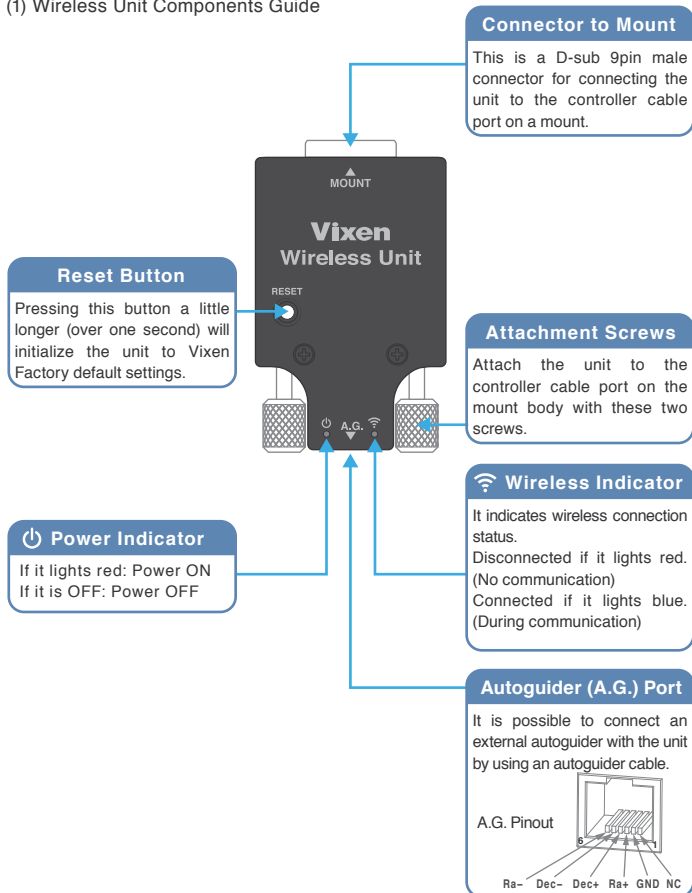 (1) Wireless Unit Components Guide
Connector to Mount
This is a D-sub 9pin male
connector for connecting the
unit to the controller cable
port on a mount.
MOUNT
Vixen
Wireless Unit
RESET
Reset Button
Pressing this button a little
longer (over one second) will
initialize the unit to Vixen
Factory default settings.
Attachment Screws
Attach the unit to the
controller cable port on the
mount body with these two
screws.
A.G.
Wireless Indicator
It indicates wireless connection
status.
Disconnected if it lights red.
(No communication)
Connected if it lights blue.
(During communication)
Power Indicator
If it lights red: Power ON
If it is OFF: Power OFF
Autoguider (A.G.) Port
It is possible to connect an
external autoguider with the unit
by using an autoguider cable.
A.G. Pinout
6 1
Ra− Dec− Dec+ Ra+ GND NC